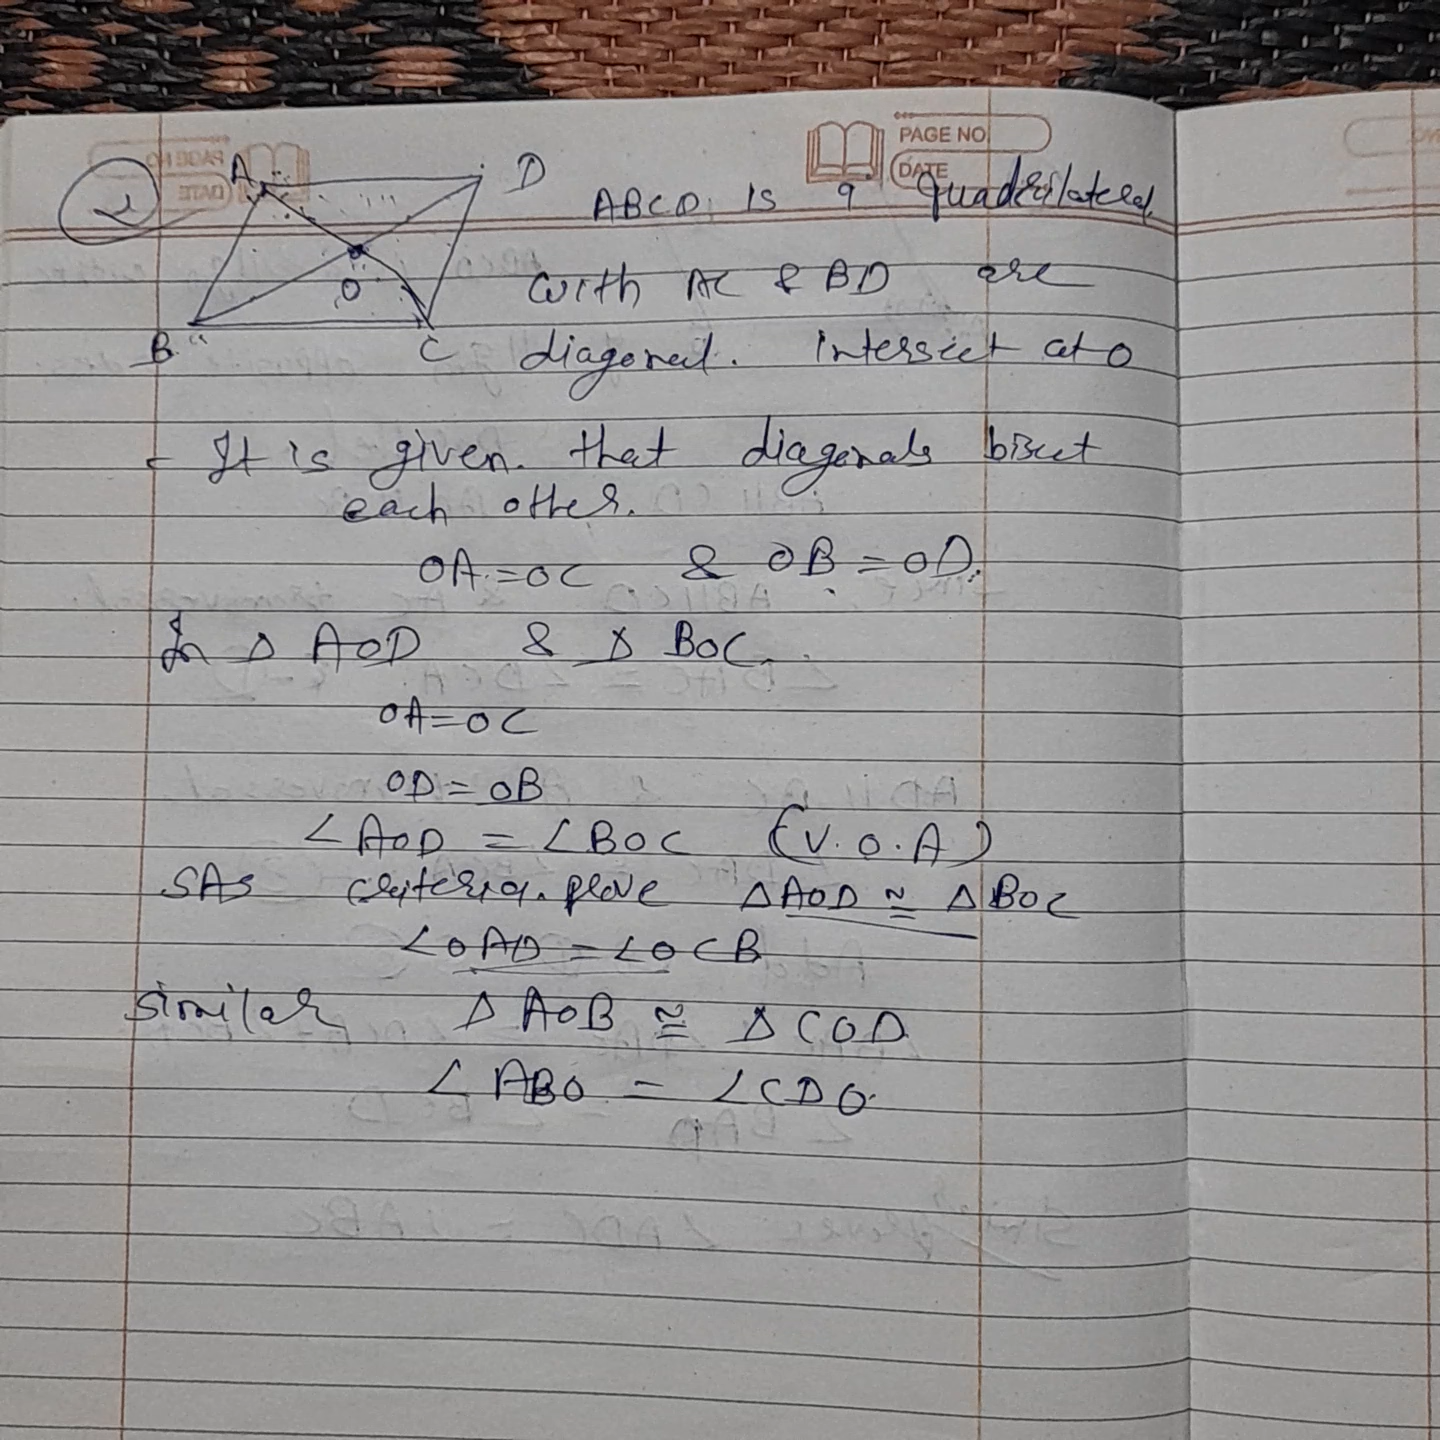 PAGE NO
DATE
2
A
D
O
B
C
ABCD is a quadrilateral
with AC & BD are
diagonal. intersect at O
It is given. that diagonals bisect
each other.
OA = OC & OB = OD.
In Δ AOD & Δ BOC
OA = OC
OD = OB
∠AOD = ∠BOC (V.O.A)
SAS criteria. prove ΔAOD ≅ ΔBOC
∠OAD = ∠OCB
Similar Δ AOB ≅ Δ COD
∠ABO = ∠CDO